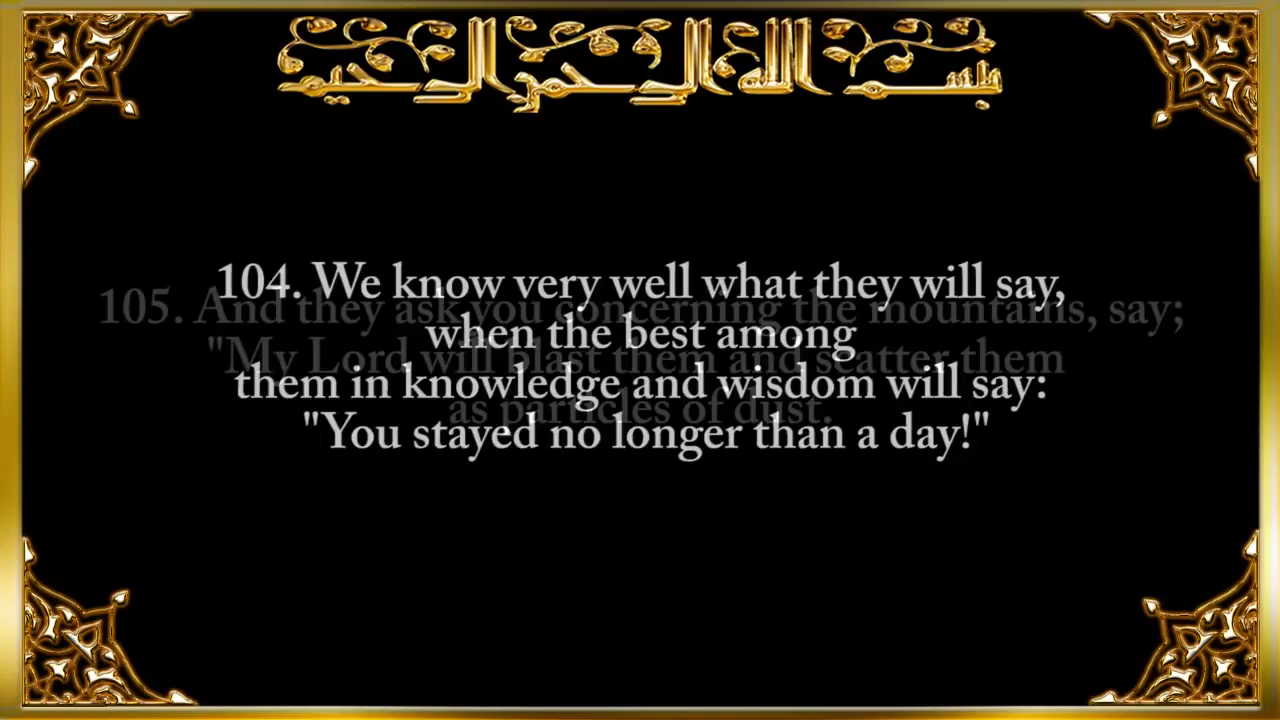 بسم الله الرحمن الرحيم
104. We know very well what they will say,
when the best among
them in knowledge and wisdom will say:
"You stayed no longer than a day!"
105. And they ask you concerning the mountains, say;
"My Lord will blast them and scatter them
as particles of dust.